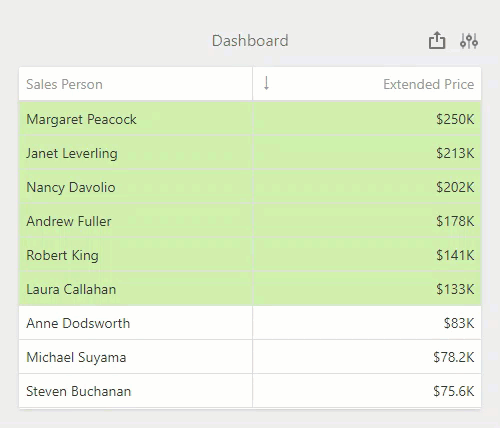 Dashboard
Sales Person ↓ Extended Price
Margaret Peacock $250K
Janet Leverling $213K
Nancy Davolio $202K
Andrew Fuller $178K
Robert King $141K
Laura Callahan $133K
Anne Dodsworth $83K
Michael Suyama $78.2K
Steven Buchanan $75.6K